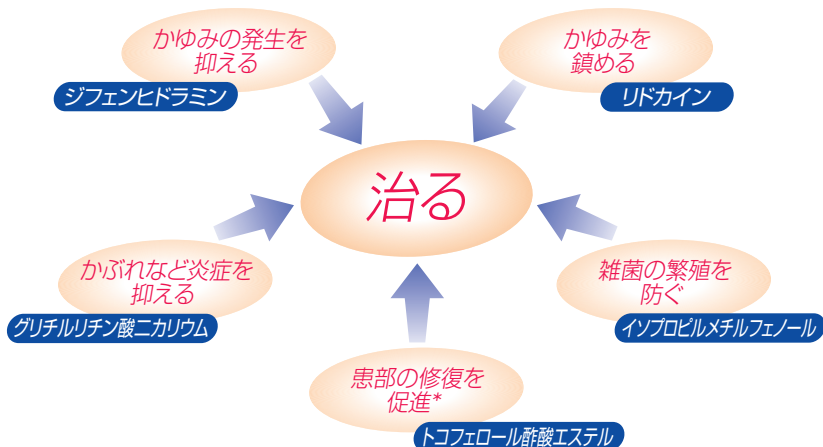 かゆみの発生を
抑える
ジフェンヒドラミン
かゆみを
鎮める
リドカイン
治る
かぶれなど炎症を
抑える
グリチルリチン酸二カリウム
雑菌の繁殖を
防ぐ
イソプロピルメチルフェノール
患部の修復を
促進*
トコフェロール酢酸エステル